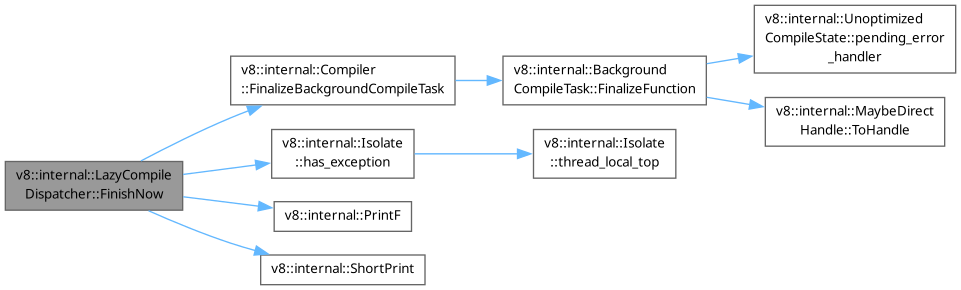 v8::internal::LazyCompile
Dispatcher::FinishNow
v8::internal::Compiler
::FinalizeBackgroundCompileTask
v8::internal::Background
CompileTask::FinalizeFunction
v8::internal::Unoptimized
CompileState::pending_error
_handler
v8::internal::MaybeDirect
Handle::ToHandle
v8::internal::Isolate
::has_exception
v8::internal::Isolate
::thread_local_top
v8::internal::PrintF
v8::internal::ShortPrint